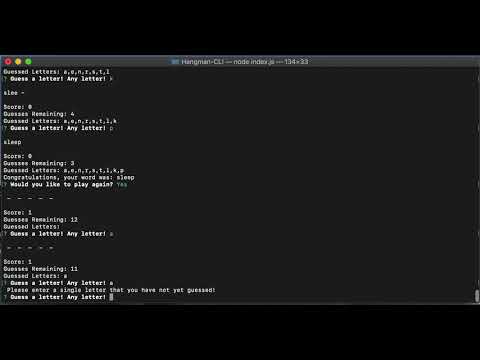 Hangman-CLI — node index.js — 134×33
Guessed Letters: a,e,n,r,s,t,l
? Guess a letter! Any letter! k
slee -
Score: 0
Guesses Remaining: 4
Guessed Letters: a,e,n,r,s,t,l,k
? Guess a letter! Any letter! p
sleep
Score: 0
Guesses Remaining: 3
Guessed Letters: a,e,n,r,s,t,l,k,p
Congratulations, your word was: sleep
? Would you like to play again? Yes
_ _ _ _ _
Score: 1
Guesses Remaining: 12
Guessed Letters:
? Guess a letter! Any letter! a
_ _ _ _ _
Score: 1
Guesses Remaining: 11
Guessed Letters: a
? Guess a letter! Any letter! a
Please enter a single letter that you have not yet guessed!
? Guess a letter! Any letter!